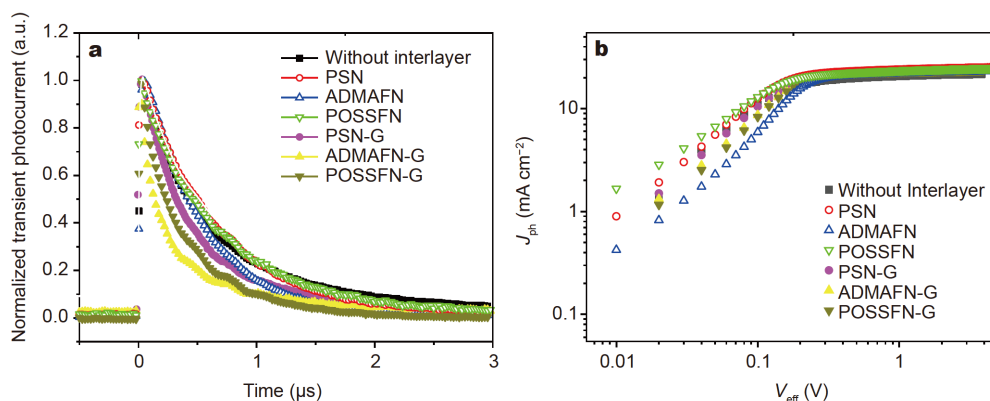 a
Normalized transient photocurrent (a.u.)
1.2
1.0
0.8
0.6
0.4
0.2
0.0
Without interlayer
PSN
ADMAFN
POSSFN
PSN-G
ADMAFN-G
POSSFN-G
0
1
2
3
Time (μs)
b
Jph (mA cm−2)
10
1
0.1
Without Interlayer
PSN
ADMAFN
POSSFN
PSN-G
ADMAFN-G
POSSFN-G
0.01
0.1
1
Veff (V)